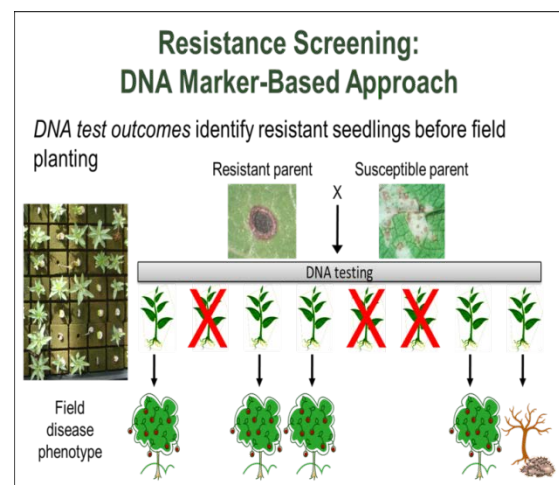 Resistance Screening:
DNA Marker-Based Approach
DNA test outcomes identify resistant seedlings before field
planting
Resistant parent
Susceptible parent
X
DNA testing
Field
disease
phenotype